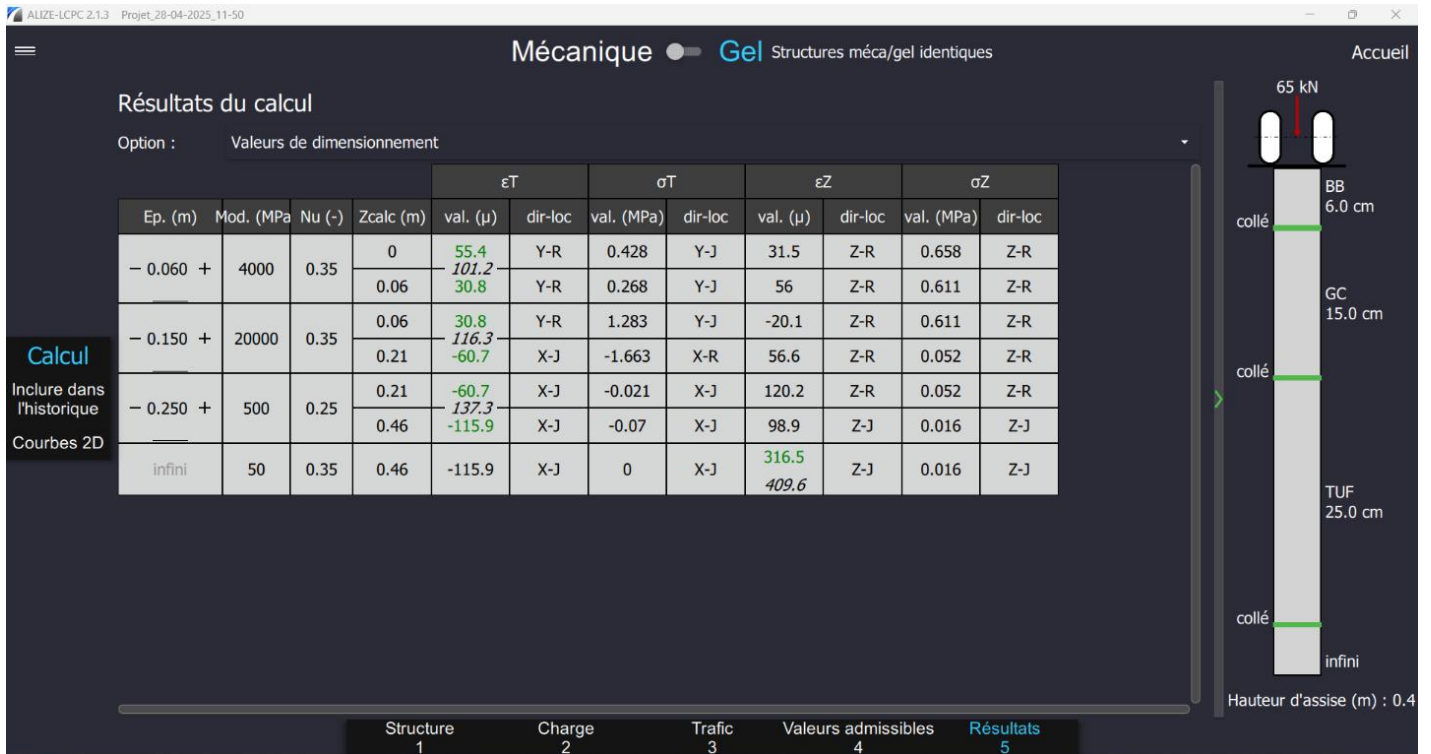 ALIZE-LCPC 2.1.3 Projet_28-04-2025_11-50
Mécanique Gel Structures méca/gel identiques
Accueil
Résultats du calcul
Option : Valeurs de dimensionnement
εT σT εZ σZ
Ep. (m) Mod. (MPa Nu (-) Zcalc (m) val. (μ) dir-loc val. (MPa) dir-loc val. (μ) dir-loc val. (MPa) dir-loc
− 0.060 + 4000 0.35
0 55.4 Y-R 0.428 Y-J 31.5 Z-R 0.658 Z-R
101.2
0.06 30.8 Y-R 0.268 Y-J 56 Z-R 0.611 Z-R
− 0.150 + 20000 0.35
0.06 30.8 Y-R 1.283 Y-J -20.1 Z-R 0.611 Z-R
116.3
0.21 -60.7 X-J -1.663 X-R 56.6 Z-R 0.052 Z-R
− 0.250 + 500 0.25
0.21 -60.7 X-J -0.021 X-J 120.2 Z-R 0.052 Z-R
137.3
0.46 -115.9 X-J -0.07 X-J 98.9 Z-J 0.016 Z-J
infini 50 0.35 0.46 -115.9 X-J 0 X-J 316.5 Z-J 0.016 Z-J
409.6
Calcul
Inclure dans
l'historique
Courbes 2D
65 kN
BB
6.0 cm
collé
GC
15.0 cm
collé
TUF
25.0 cm
collé
infini
Hauteur d'assise (m) : 0.4
Structure Charge Trafic Valeurs admissibles Résultats
1 2 3 4 5